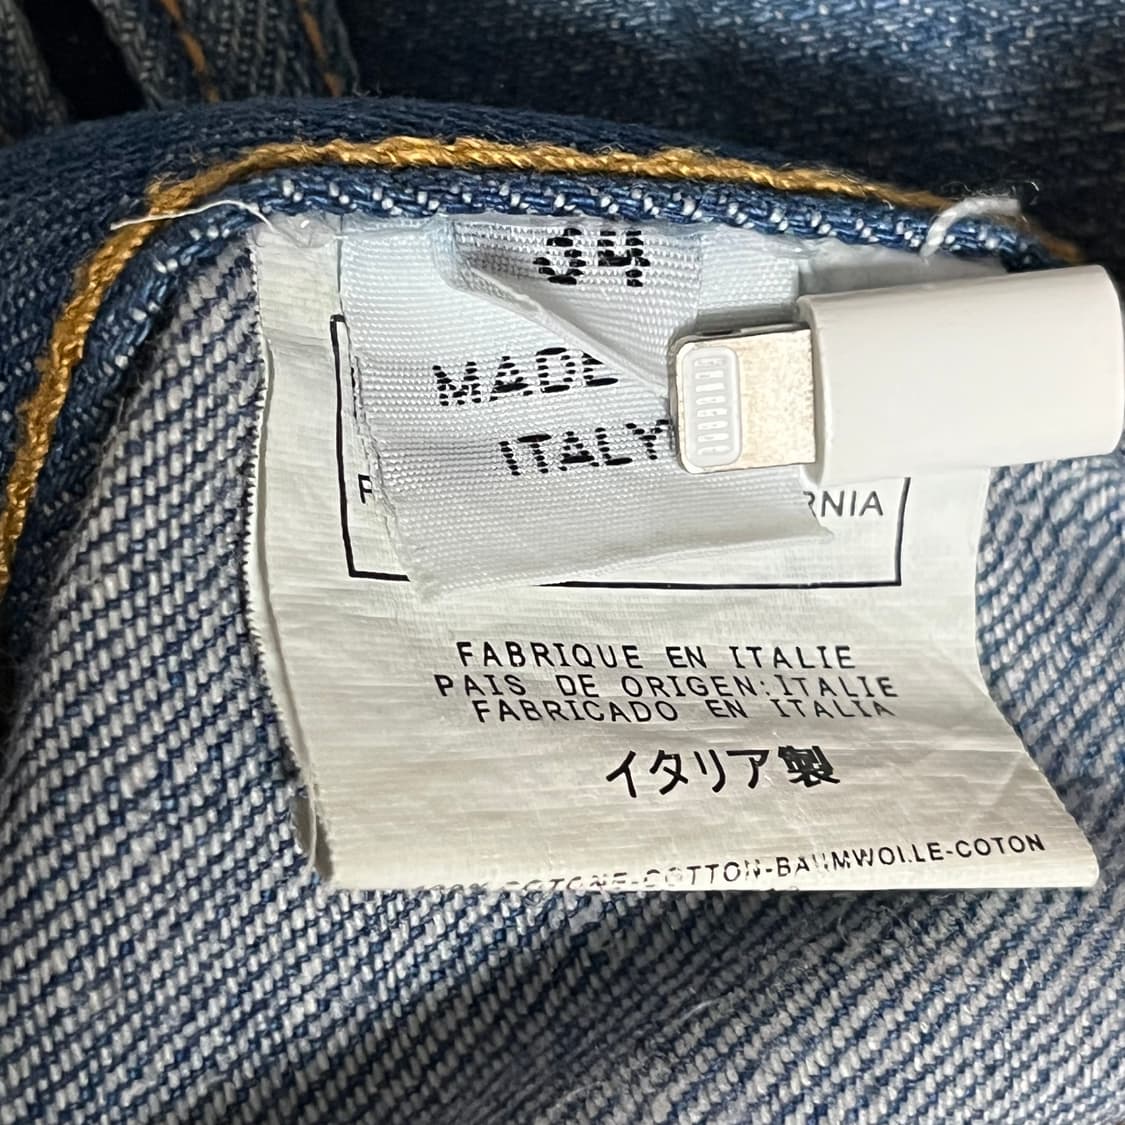 34
MADE
ITALY
FABRIQUE EN ITALIE
PAIS DE ORIGEN:ITALIE
FABRICADO EN ITALIA
イタリア製
COTONE-COTTON-BAUMWOLLE-COTON